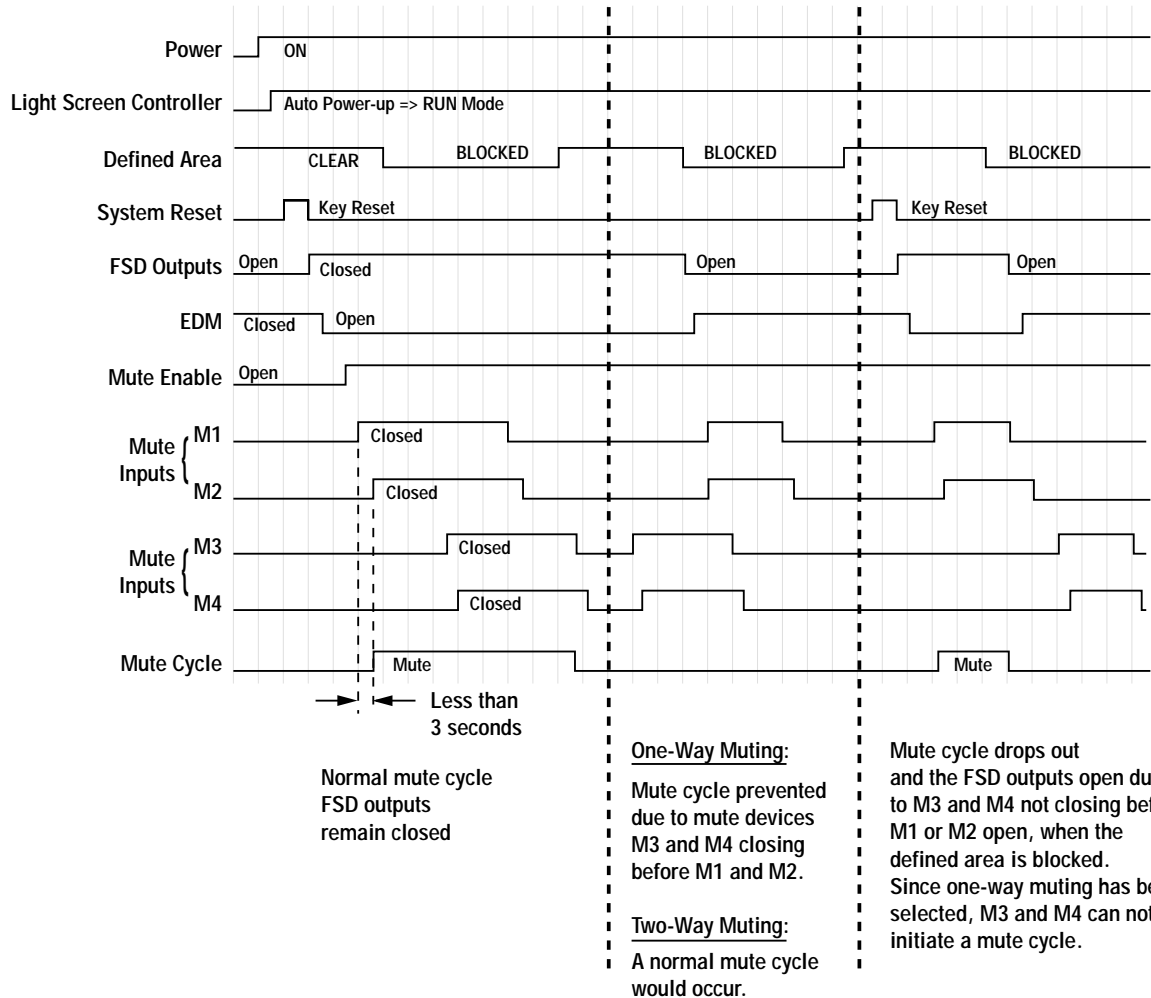 Power ON
Light Screen Controller Auto Power-up => RUN Mode
Defined Area CLEAR BLOCKED BLOCKED BLOCKED
System Reset Key Reset Key Reset
FSD Outputs Open Closed Open Open
EDM Closed Open
Mute Enable Open
Mute Inputs { M1 Closed
M2 Closed
Mute Inputs { M3 Closed
M4 Closed
Mute Cycle Mute Mute
Less than
3 seconds
Normal mute cycle
FSD outputs
remain closed
One-Way Muting:
Mute cycle prevented
due to mute devices
M3 and M4 closing
before M1 and M2.
Two-Way Muting:
A normal mute cycle
would occur.
Mute cycle drops out
and the FSD outputs open du
to M3 and M4 not closing bef
M1 or M2 open, when the
defined area is blocked.
Since one-way muting has be
selected, M3 and M4 can not
initiate a mute cycle.